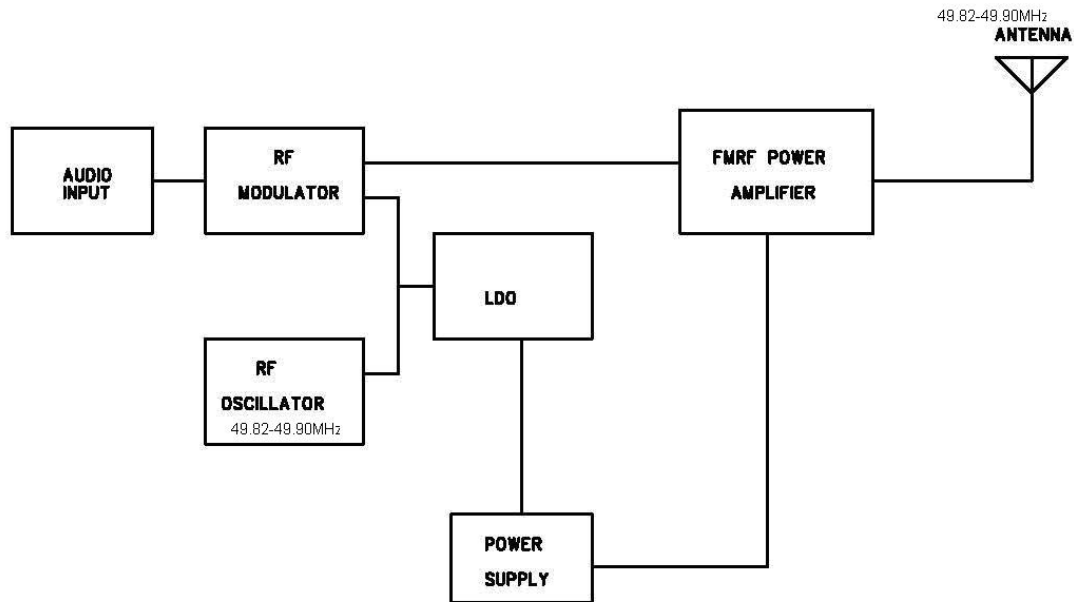 49.82-49.90MHz
ANTENNA
AUDIO
INPUT
RF
MODULATOR
FMRF POWER
AMPLIFIER
LDO
RF
OSCILLATOR
49.82-49.90MHz
POWER
SUPPLY